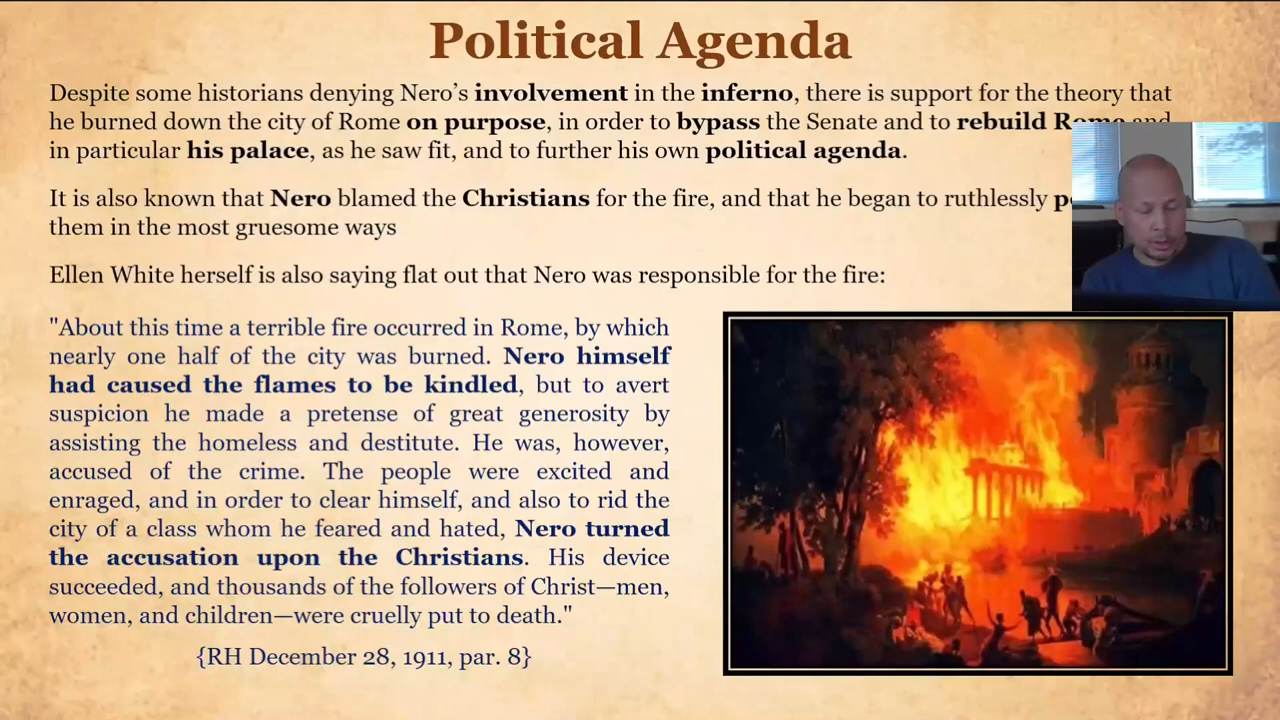 Political Agenda
Despite some historians denying Nero's involvement in the inferno, there is support for the theory that
he burned down the city of Rome on purpose, in order to bypass the Senate and to rebuild Rome and
in particular his palace, as he saw fit, and to further his own political agenda.
It is also known that Nero blamed the Christians for the fire, and that he began to ruthlessly
them in the most gruesome ways
Ellen White herself is also saying flat out that Nero was responsible for the fire:
"About this time a terrible fire occurred in Rome, by which
nearly one half of the city was burned. Nero himself
had caused the flames to be kindled, but to avert
suspicion he made a pretense of great generosity by
assisting the homeless and destitute. He was, however,
accused of the crime. The people were excited and
enraged, and in order to clear himself, and also to rid the
city of a class whom he feared and hated, Nero turned
the accusation upon the Christians. His device
succeeded, and thousands of the followers of Christ—men,
women, and children—were cruelly put to death."
{RH December 28, 1911, par. 8}